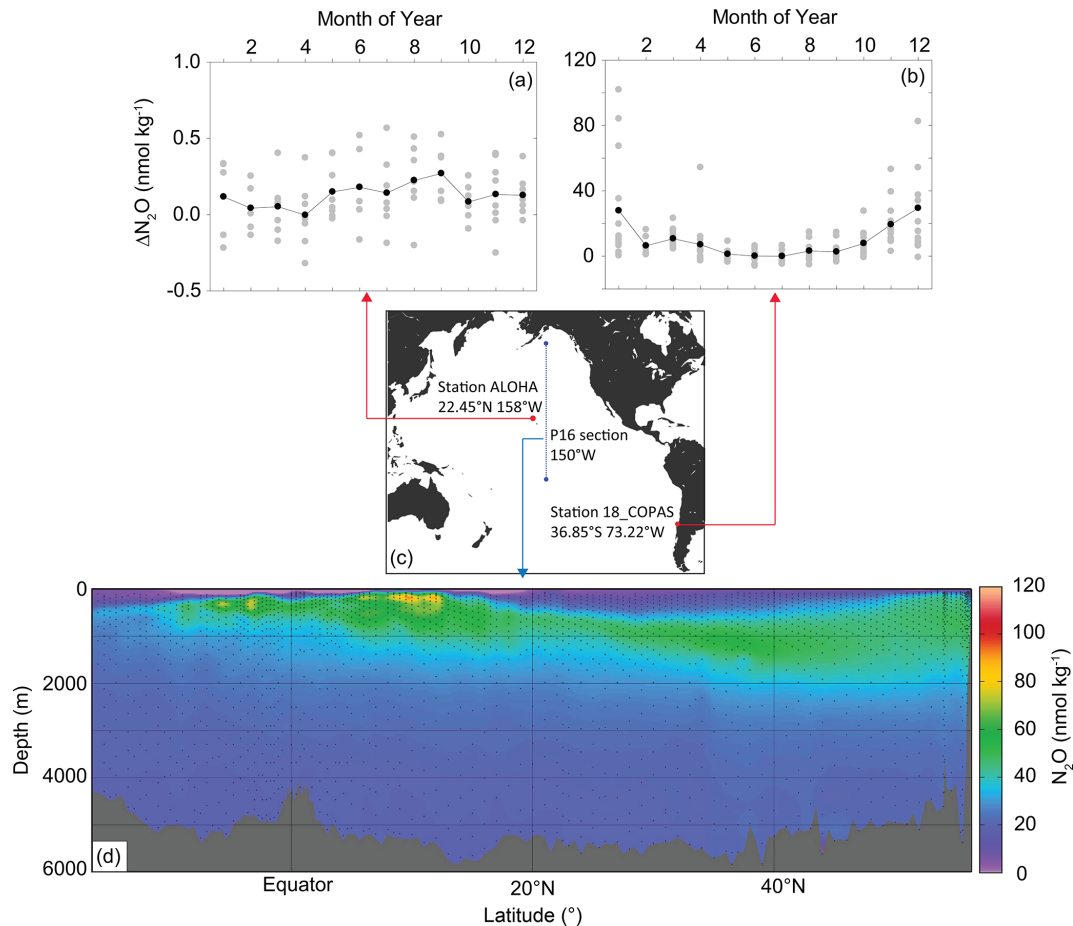 Month of Year
Month of Year
2 4 6 8 10 12
2 4 6 8 10 12
1.0
0.5
0.0
-0.5
ΔN₂O (nmol kg⁻¹)
(a)
120
80
40
0
(b)
Station ALOHA
22.45°N 158°W
P16 section
150°W
Station 18_COPAS
36.85°S 73.22°W
(c)
0
2000
4000
6000
Depth (m)
(d)
Equator 20°N 40°N
Latitude (°)
120
100
80
60
40
20
0
N₂O (nmol kg⁻¹)